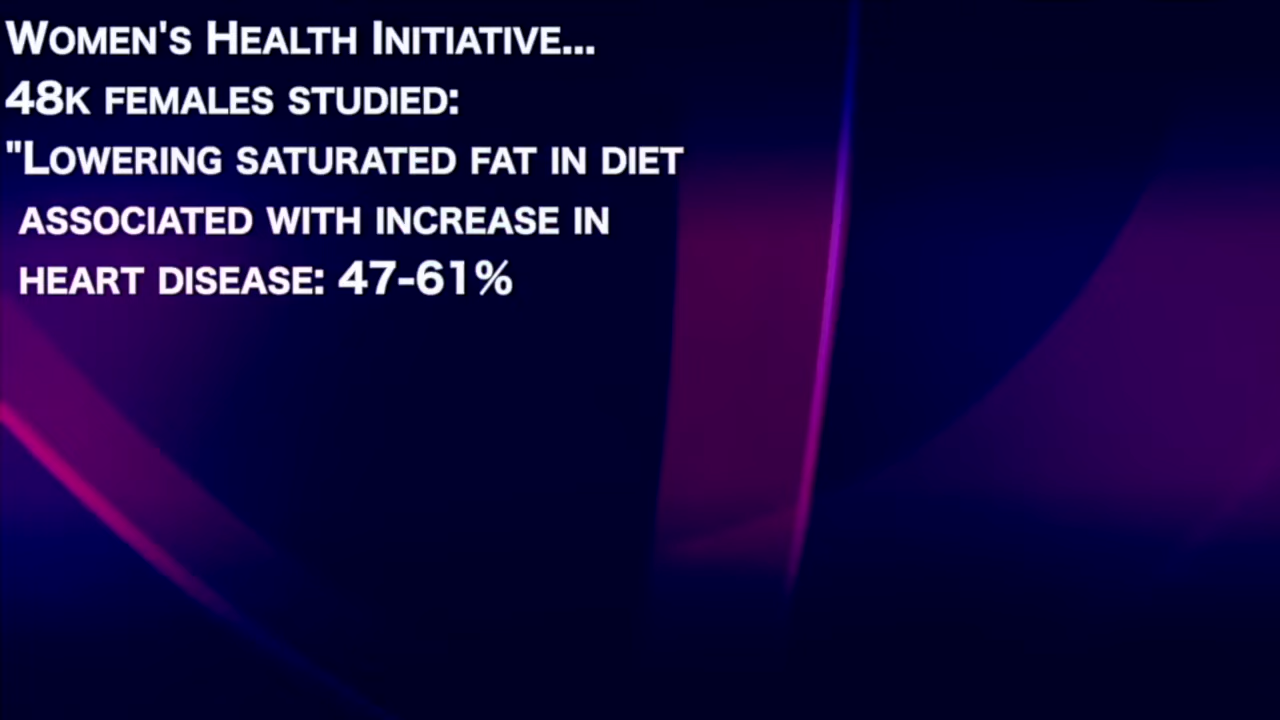 Women's Health Initiative...
48k females studied:
"Lowering saturated fat in diet
associated with increase in
heart disease: 47-61%